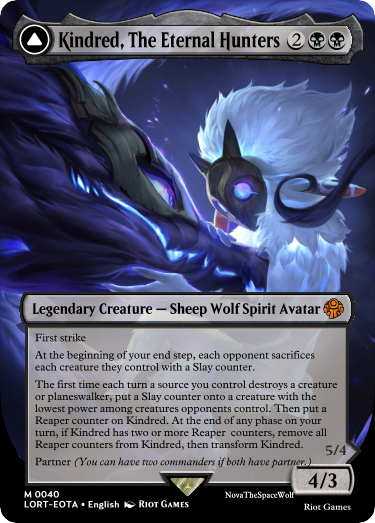 Kindred, The Eternal Hunters 2
Legendary Creature — Sheep Wolf Spirit Avatar
First strike
At the beginning of your end step, each opponent sacrifices
each creature they control with a Slay counter.
The first time each turn a source you control destroys a creature
or planeswalker, put a Slay counter onto a creature with the
lowest power among creatures opponents control. Then put a
Reaper counter on Kindred. At the end of any phase on your
turn, if Kindred has two or more Reaper counters, remove all
Reaper counters from Kindred, then transform Kindred.
5/4
Partner (You can have two commanders if both have partner.)
4/3
M 0040
LORT-EOTA • English Riot Games
NovaTheSpaceWolf
Riot Games